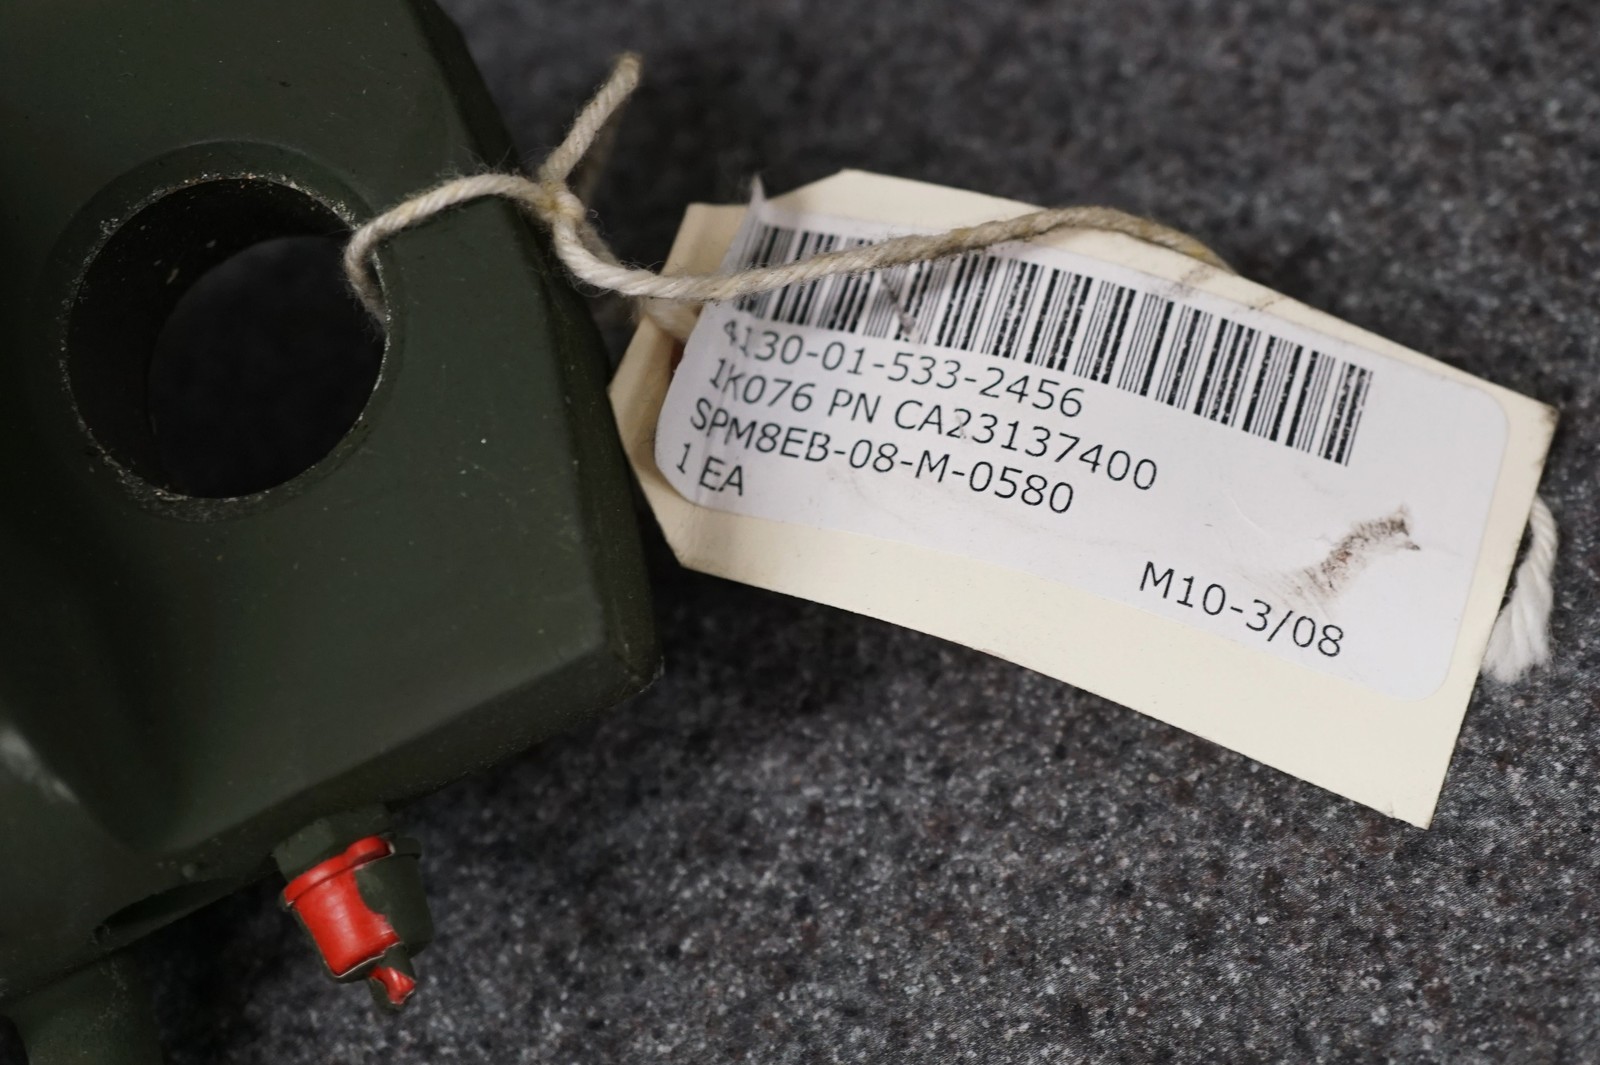 4130-01-533-2456
1K076 PN CA23137400
SPM8EB-08-M-0580
1 EA
M10-3/08